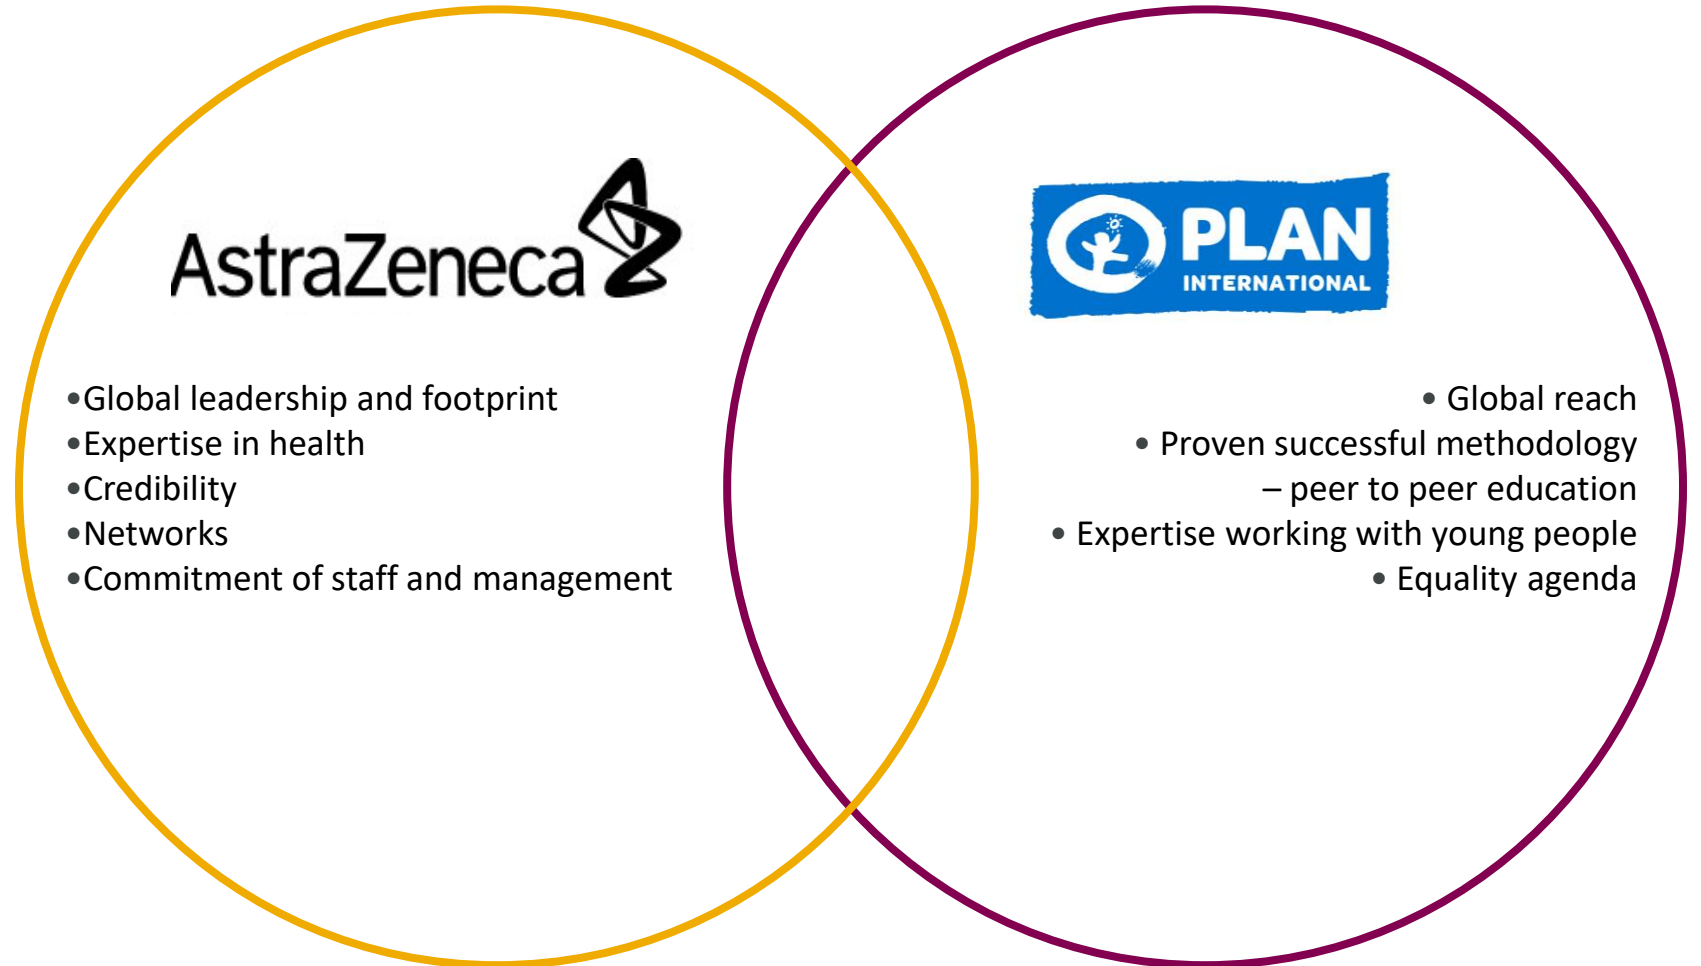 AstraZeneca
•Global leadership and footprint
•Expertise in health
•Credibility
•Networks
•Commitment of staff and management
PLAN
INTERNATIONAL
• Global reach
• Proven successful methodology
– peer to peer education
• Expertise working with young people
• Equality agenda